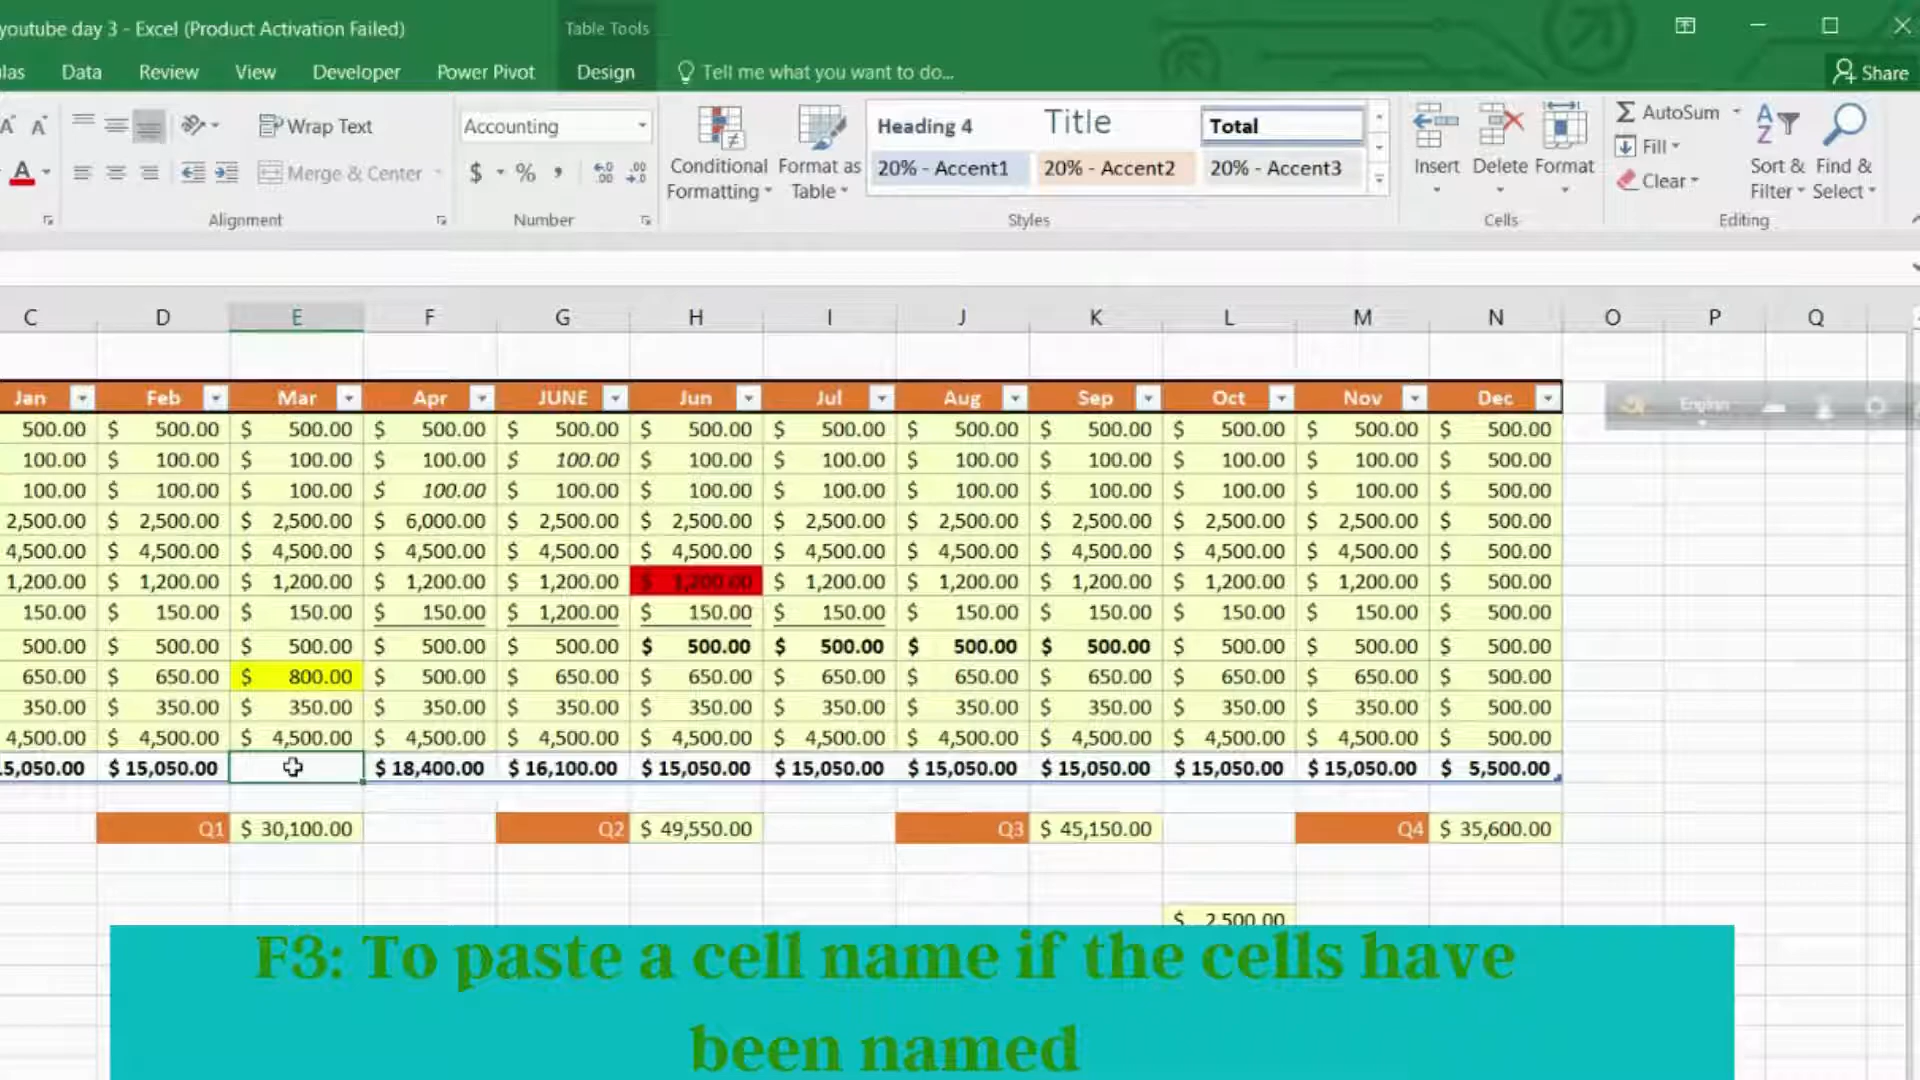 youtube day 3 - Excel (Product Activation Failed)
Table Tools
las Data Review View Developer Power Pivot Design Tell me what you want to do... Share
Wrap Text Accounting Heading 4 Title Total AutoSum
Merge & Center $ % , Conditional Formatting Format as Table 20% - Accent1 20% - Accent2 20% - Accent3 Insert Delete Format Fill Clear Sort & Filter Find & Select
Alignment Number Styles Cells Editing
C D E F G H I J K L M N O P Q
Jan Feb Mar Apr JUNE Jun Jul Aug Sep Oct Nov Dec
English
500.00 $ 500.00 $ 500.00 $ 500.00 $ 500.00 $ 500.00 $ 500.00 $ 500.00 $ 500.00 $ 500.00 $ 500.00 $ 500.00
100.00 $ 100.00 $ 100.00 $ 100.00 $ 100.00 $ 100.00 $ 100.00 $ 100.00 $ 100.00 $ 100.00 $ 100.00 $ 500.00
100.00 $ 100.00 $ 100.00 $ 100.00 $ 100.00 $ 100.00 $ 100.00 $ 100.00 $ 100.00 $ 100.00 $ 100.00 $ 500.00
2,500.00 $ 2,500.00 $ 2,500.00 $ 6,000.00 $ 2,500.00 $ 2,500.00 $ 2,500.00 $ 2,500.00 $ 2,500.00 $ 2,500.00 $ 2,500.00 $ 500.00
4,500.00 $ 4,500.00 $ 4,500.00 $ 4,500.00 $ 4,500.00 $ 4,500.00 $ 4,500.00 $ 4,500.00 $ 4,500.00 $ 4,500.00 $ 4,500.00 $ 500.00
1,200.00 $ 1,200.00 $ 1,200.00 $ 1,200.00 $ 1,200.00 $ 1,200.00 $ 1,200.00 $ 1,200.00 $ 1,200.00 $ 1,200.00 $ 1,200.00 $ 500.00
150.00 $ 150.00 $ 150.00 $ 150.00 $ 1,200.00 $ 150.00 $ 150.00 $ 150.00 $ 150.00 $ 150.00 $ 150.00 $ 500.00
500.00 $ 500.00 $ 500.00 $ 500.00 $ 500.00 $ 500.00 $ 500.00 $ 500.00 $ 500.00 $ 500.00 $ 500.00 $ 500.00
650.00 $ 650.00 $ 800.00 $ 500.00 $ 650.00 $ 650.00 $ 650.00 $ 650.00 $ 650.00 $ 650.00 $ 650.00 $ 500.00
350.00 $ 350.00 $ 350.00 $ 350.00 $ 350.00 $ 350.00 $ 350.00 $ 350.00 $ 350.00 $ 350.00 $ 350.00 $ 500.00
4,500.00 $ 4,500.00 $ 4,500.00 $ 4,500.00 $ 4,500.00 $ 4,500.00 $ 4,500.00 $ 4,500.00 $ 4,500.00 $ 4,500.00 $ 4,500.00 $ 500.00
5,050.00 $ 15,050.00 $ 18,400.00 $ 16,100.00 $ 15,050.00 $ 15,050.00 $ 15,050.00 $ 15,050.00 $ 15,050.00 $ 15,050.00 $ 5,500.00
Q1 $ 30,100.00 Q2 $ 49,550.00 Q3 $ 45,150.00 Q4 $ 35,600.00
$ 2,500.00
F3: To paste a cell name if the cells have
been named